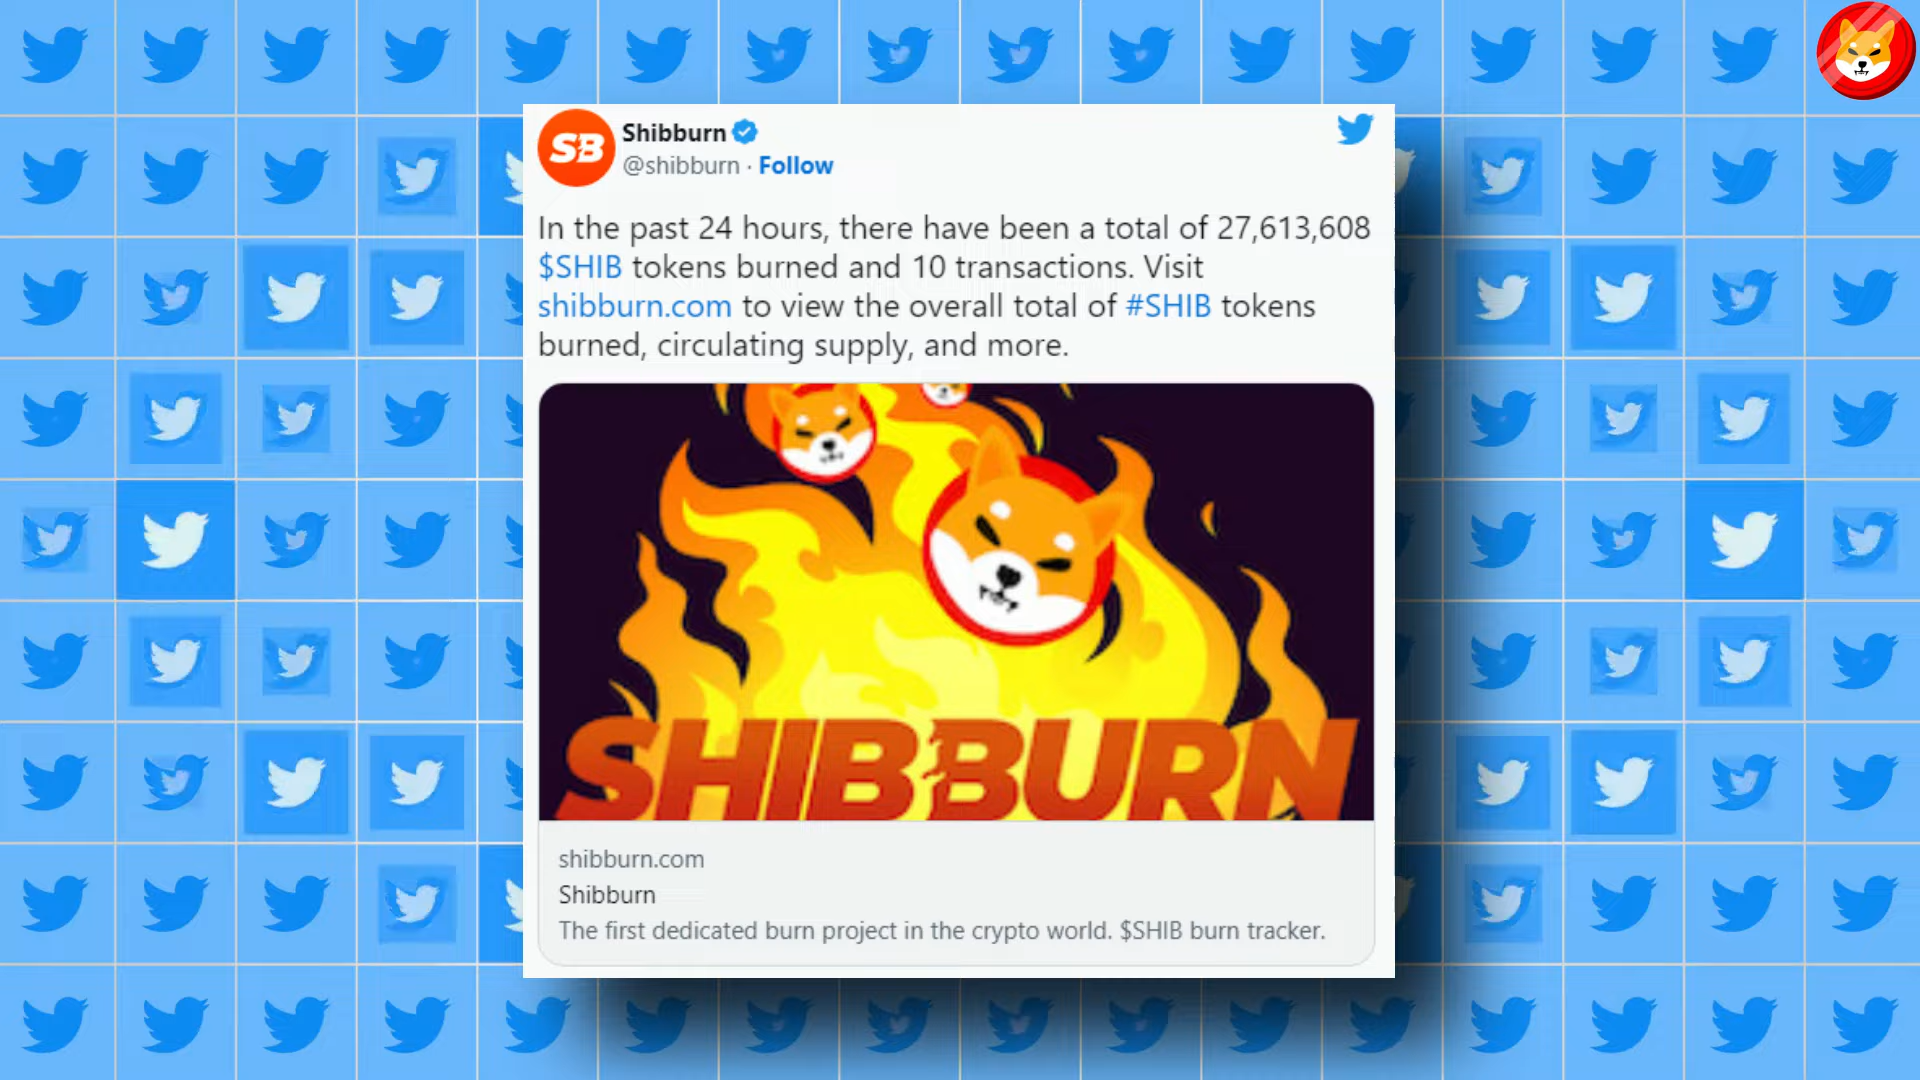 SB
Shibburn
@shibburn · Follow
In the past 24 hours, there have been a total of 27,613,608
$SHIB tokens burned and 10 transactions. Visit
shibburn.com to view the overall total of #SHIB tokens
burned, circulating supply, and more.
SHIBBURN
shibburn.com
Shibburn
The first dedicated burn project in the crypto world. $SHIB burn tracker.